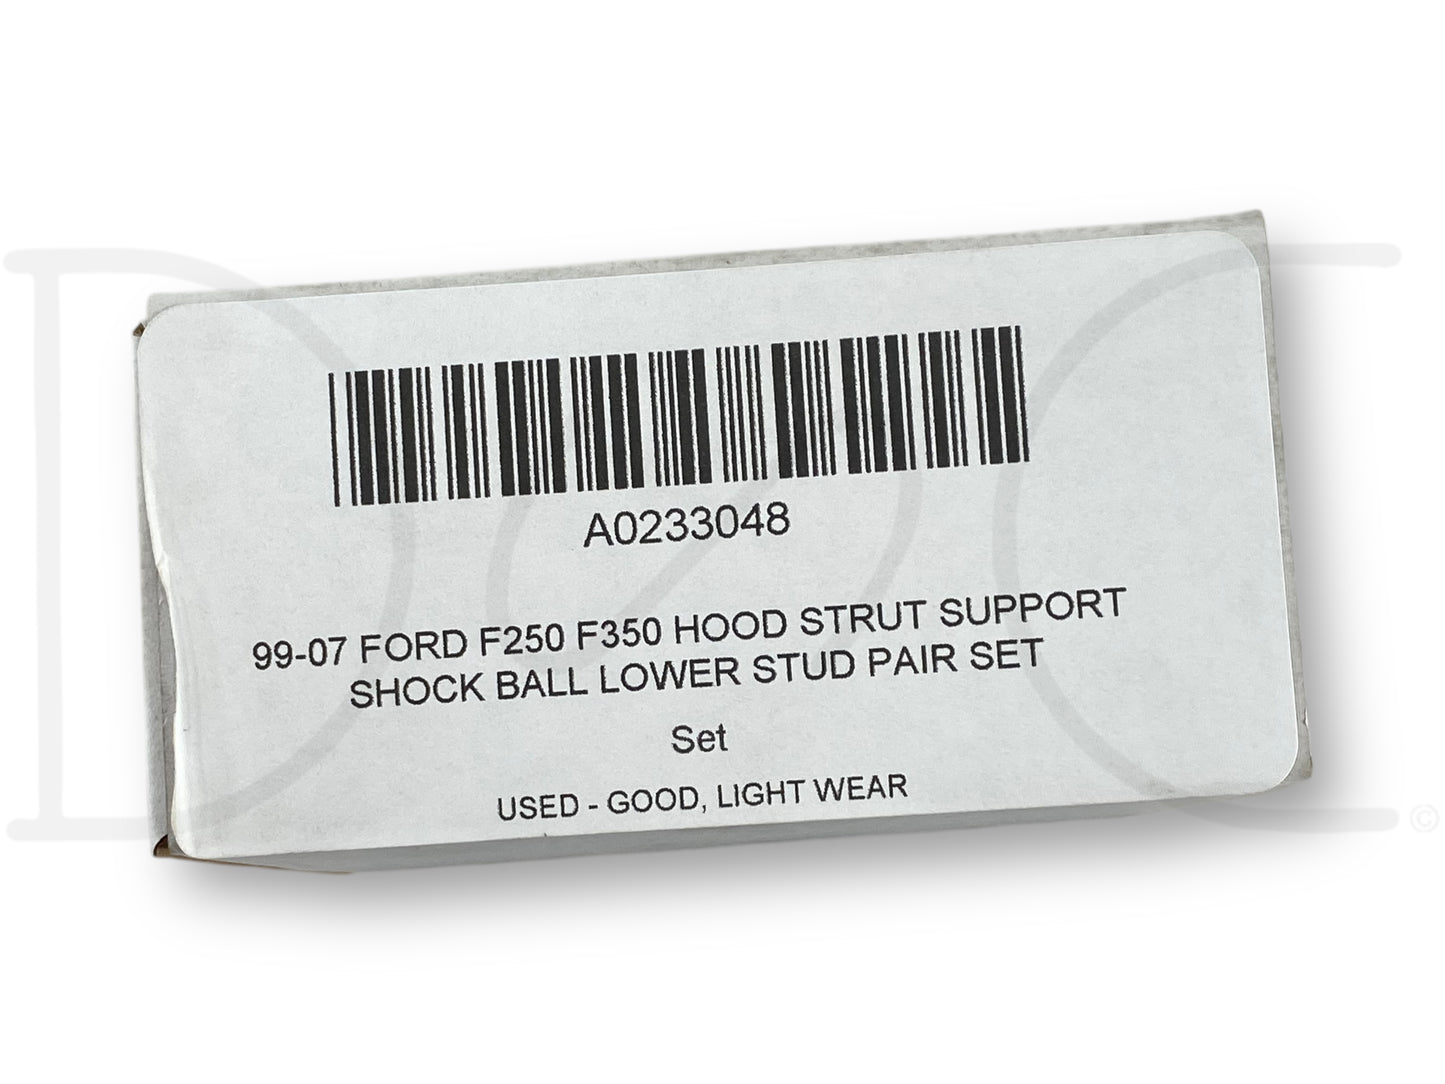 A0233048
99-07 FORD F250 F350 HOOD STRUT SUPPORT
SHOCK BALL LOWER STUD PAIR SET
Set
USED - GOOD, LIGHT WEAR
©